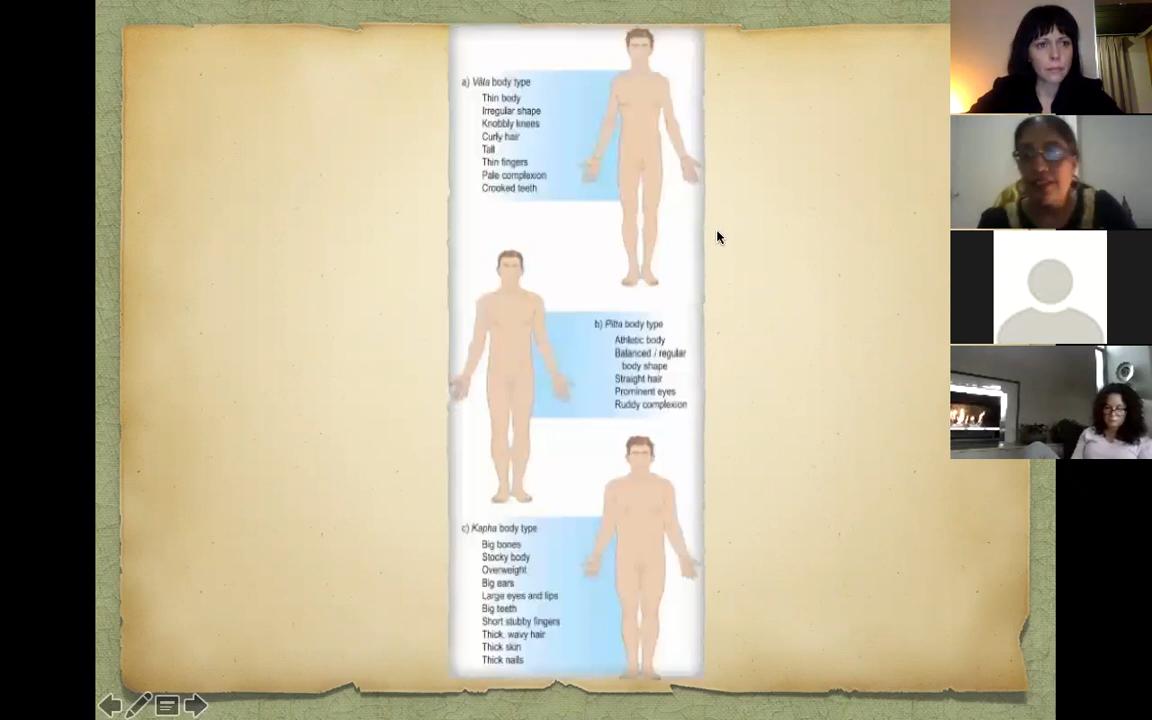 a) Vata body type
Thin body
Irregular shape
Knobbly knees
Curly hair
Tall
Thin fingers
Pale complexion
Crooked teeth
b) Pitta body type
Athletic body
Balanced / regular
body shape
Straight hair
Prominent eyes
Ruddy complexion
c) Kapha body type
Big bones
Stocky body
Overweight
Big ears
Large eyes and lips
Big teeth
Short stubby fingers
Thick, wavy hair
Thick skin
Thick nails